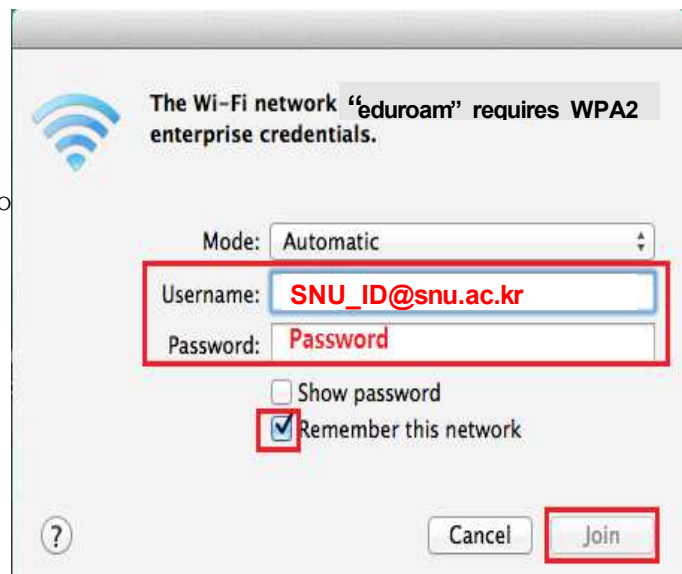 The Wi-Fi network “eduroam” requires WPA2
enterprise credentials.
Mode: Automatic
Username: SNU_ID@snu.ac.kr
Password: Password
Show password
Remember this network
?
Cancel Join